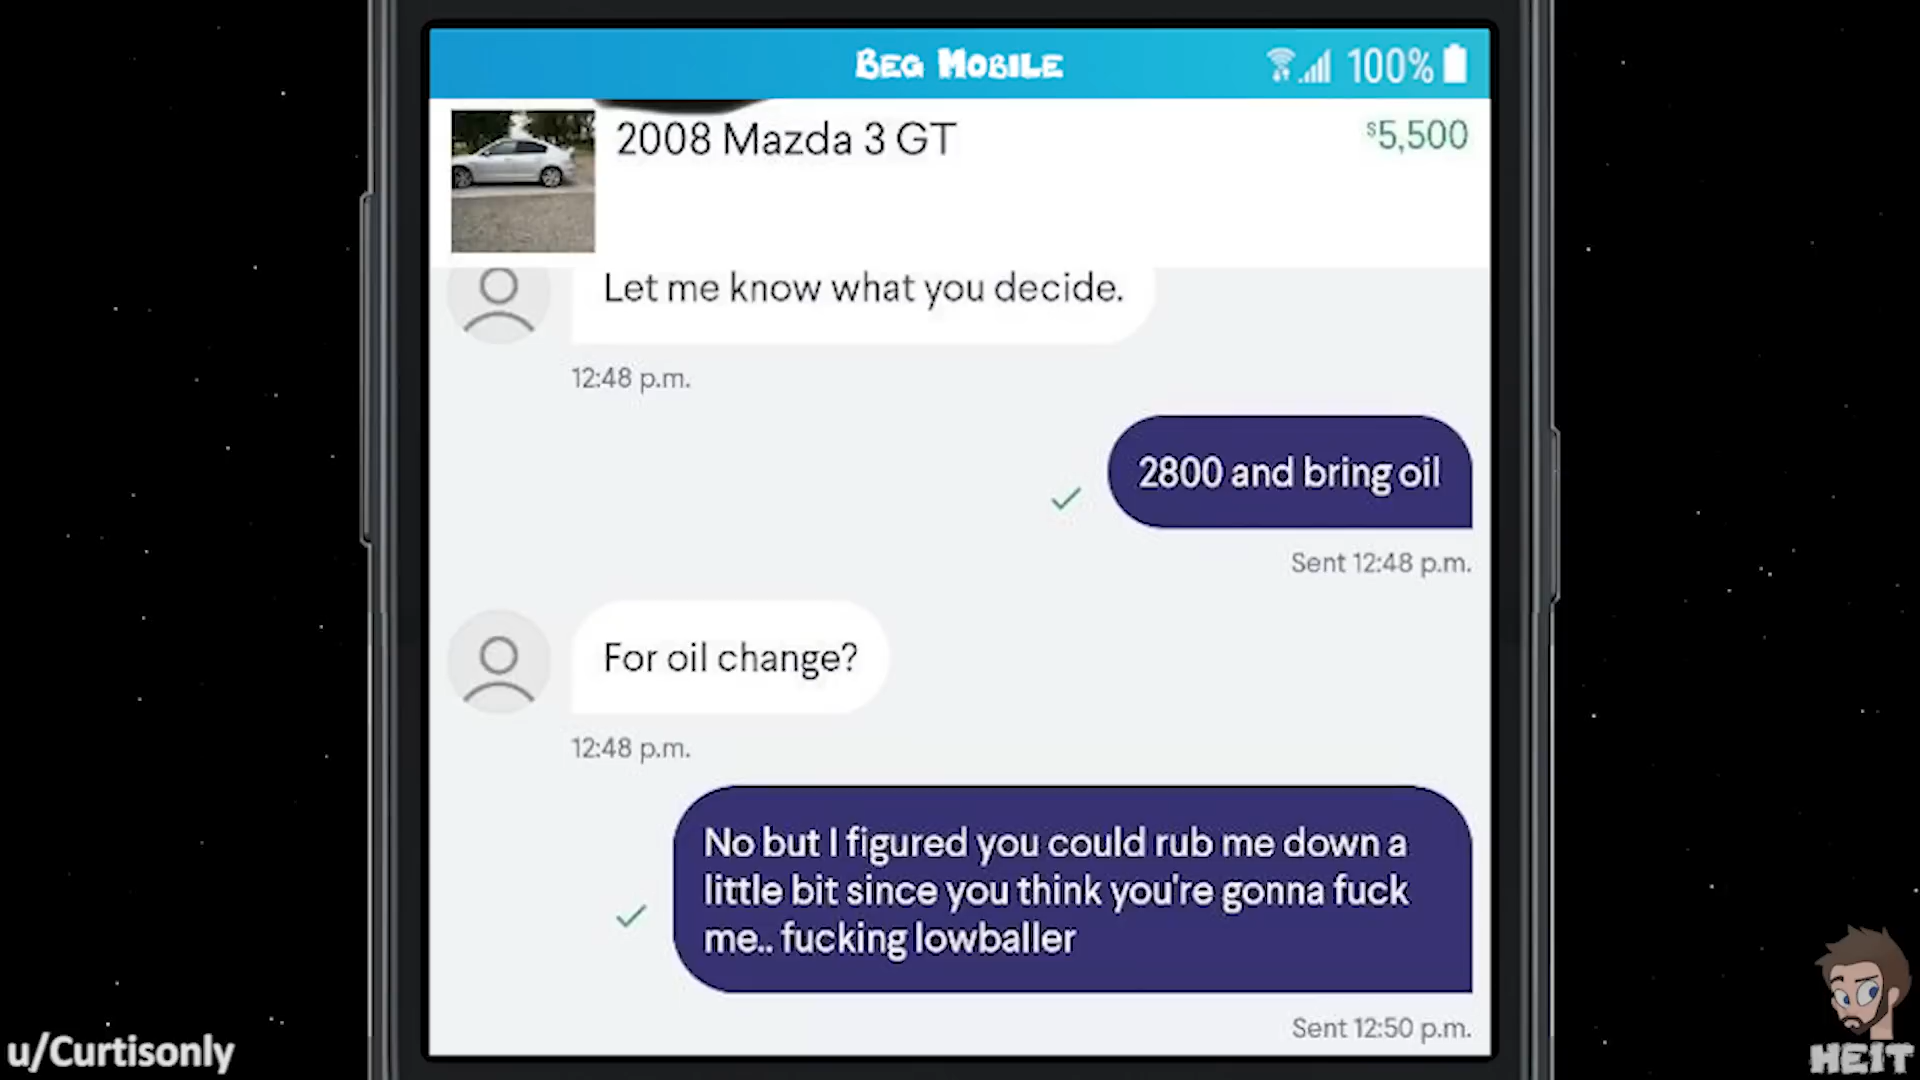 BEG MOBILE
100%
2008 Mazda 3 GT
$5,500
Let me know what you decide.
12:48 p.m.
2800 and bring oil
Sent 12:48 p.m.
For oil change?
12:48 p.m.
No but I figured you could rub me down a
little bit since you think you're gonna fuck
me.. fucking lowballer
Sent 12:50 p.m.
u/Curtisonly
HEIT